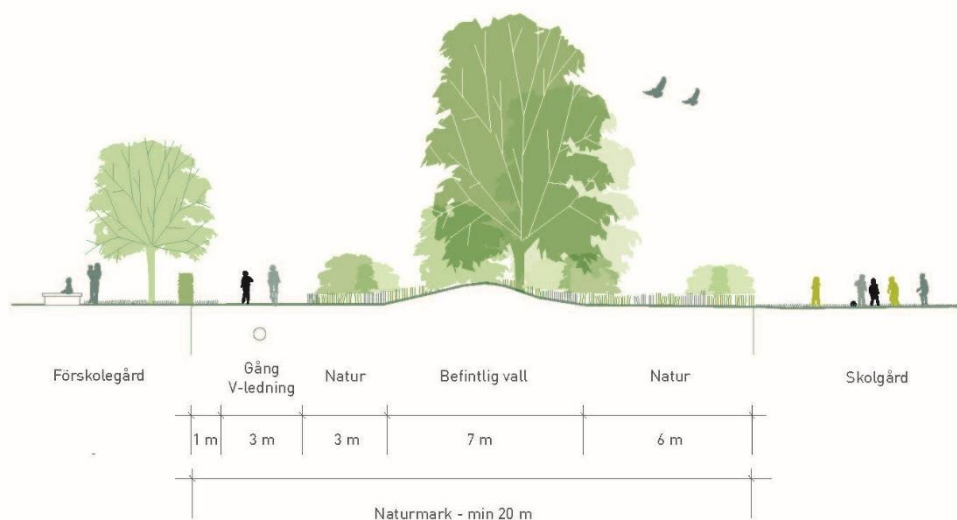 Förskolegård
Gång
V-ledning
Natur
Befintlig vall
Natur
Skolgård
1 m
3 m
3 m
7 m
6 m
Naturmark - min 20 m